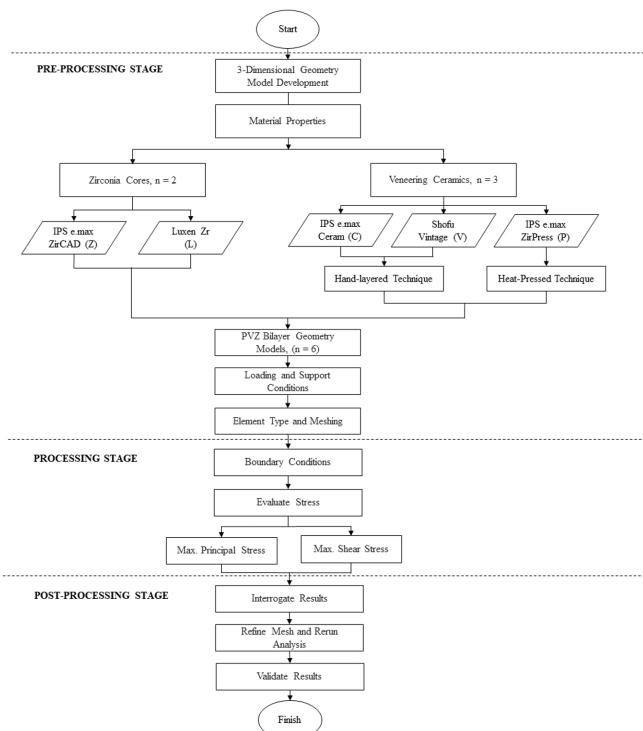 Start
PRE-PROCESSING STAGE
3-Dimensional Geometry
Model Development
Material Properties
Zirconia Cores, n = 2
Veneering Ceramics, n = 3
IPS e.max
ZirCAD (Z)
Luxen Zr
(L)
IPS e.max
Ceram (C)
Shofu
Vintage (V)
IPS e.max
ZirPress (P)
Hand-layered Technique
Heat-Pressed Technique
PVZ Bilayer Geometry
Models, (n = 6)
Loading and Support
Conditions
Element Type and Meshing
PROCESSING STAGE
Boundary Conditions
Evaluate Stress
Max. Principal Stress
Max. Shear Stress
POST-PROCESSING STAGE
Interrogate Results
Refine Mesh and Rerun
Analysis
Validate Results
Finish